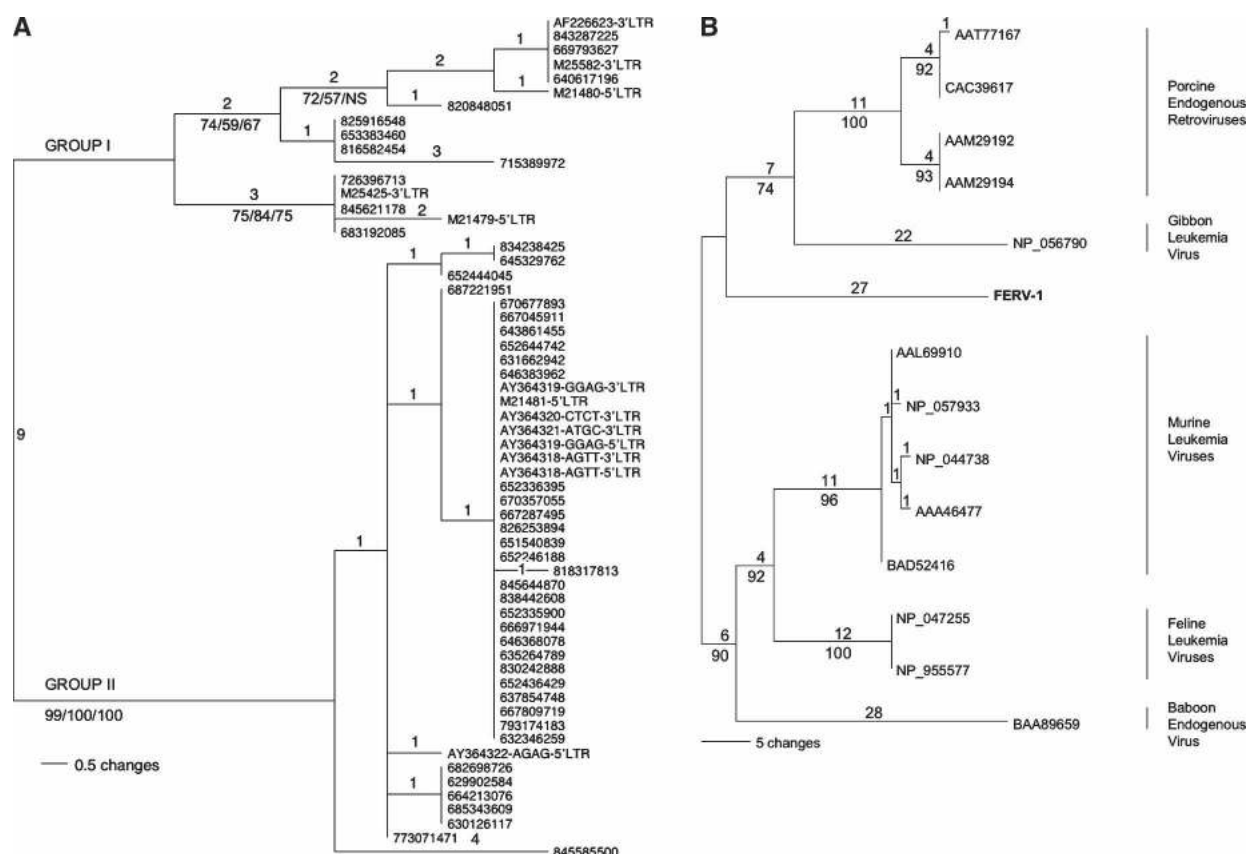 A
AF226623-3'LTR
843287225
669793627
M25582-3'LTR
640617196
M21480-5'LTR
1
2
1
2
72/57/NS
1
820848051
2
74/59/67
825916548
653383460
816582454
1
3
715389972
GROUP I
726396713
M25425-3'LTR
845621178
683192085
3
75/84/75
2
M21479-5'LTR
1
1
834238425
645329762
652444045
687221951
670677893
667045911
643861455
652644742
631662942
646383962
AY364319-GGAG-3'LTR
M21481-5'LTR
AY364320-CTCT-3'LTR
AY364321-ATGC-3'LTR
AY364319-GGAG-5'LTR
AY364318-AGTT-3'LTR
AY364318-AGTT-5'LTR
652336395
670357055
667287495
826253894
651540839
652246188
1
818317813
845644870
838442608
652335900
666971944
646368078
635264789
830242888
652436429
637854748
667809719
793174183
632346259
1
1
9
1
GROUP II
99/100/100
1
AY364322-AGAG-5'LTR
1
682698726
629902584
664213076
685343609
630126117
773071471
4
845585500
0.5 changes
B
1
AAT77167
4
92
CAC39617
11
100
AAM29192
4
93
AAM29194
Porcine
Endogenous
Retroviruses
7
74
22
NP_056790
Gibbon
Leukemia
Virus
27
FERV-1
AAL69910
1
1
NP_057933
1
NP_044738
1
1
AAA46477
11
96
BAD52416
Murine
Leukemia
Viruses
4
92
NP_047255
12
100
NP_955577
Feline
Leukemia
Viruses
6
90
28
BAA89659
Baboon
Endogenous
Virus
5 changes